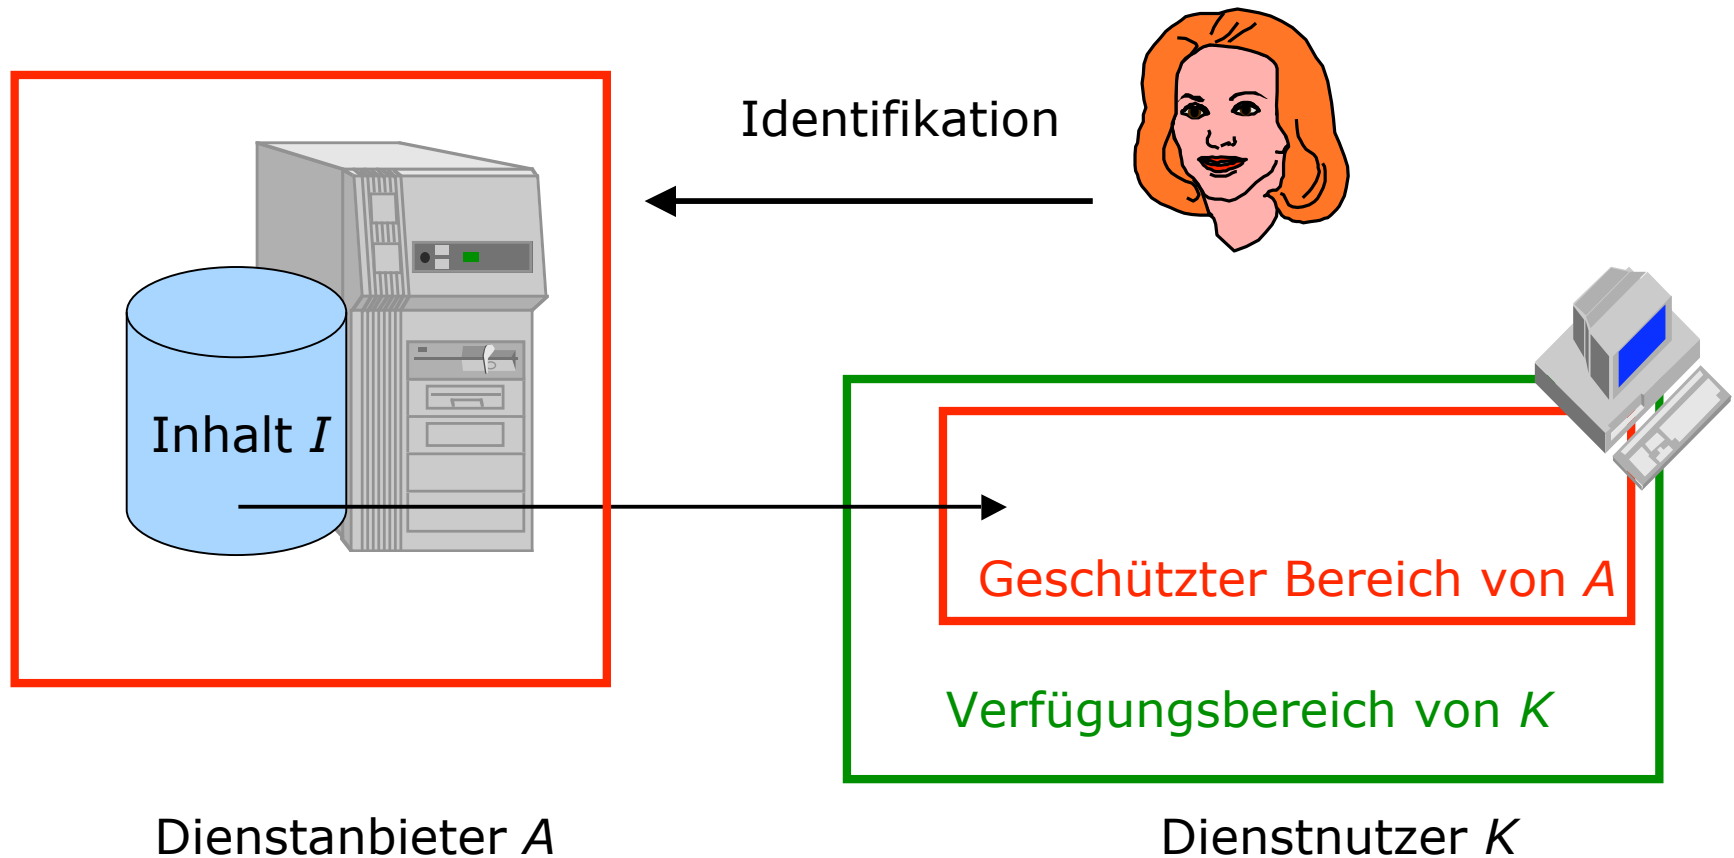 Identifikation
Inhalt I
Geschützter Bereich von A
Verfügungsbereich von K
Dienstanbieter A
Dienstnutzer K